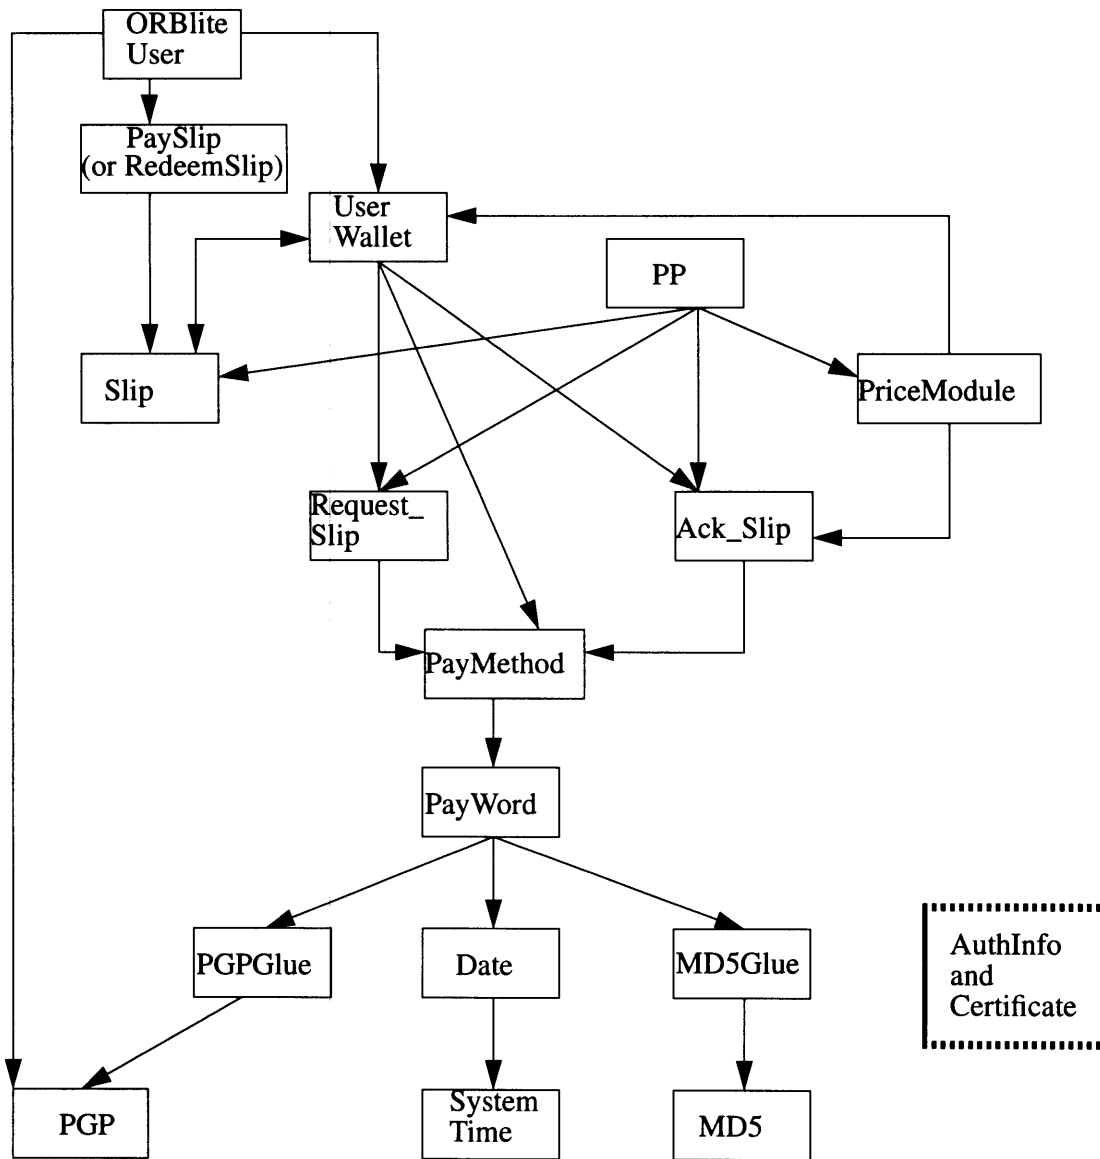 ORBlite
User
PaySlip
(or RedeemSlip)
User
Wallet
PP
Slip
PriceModule
Request_
Slip
Ack_Slip
PayMethod
PayWord
PGPGlue
Date
MD5Glue
AuthInfo
and
Certificate
PGP
System
Time
MD5